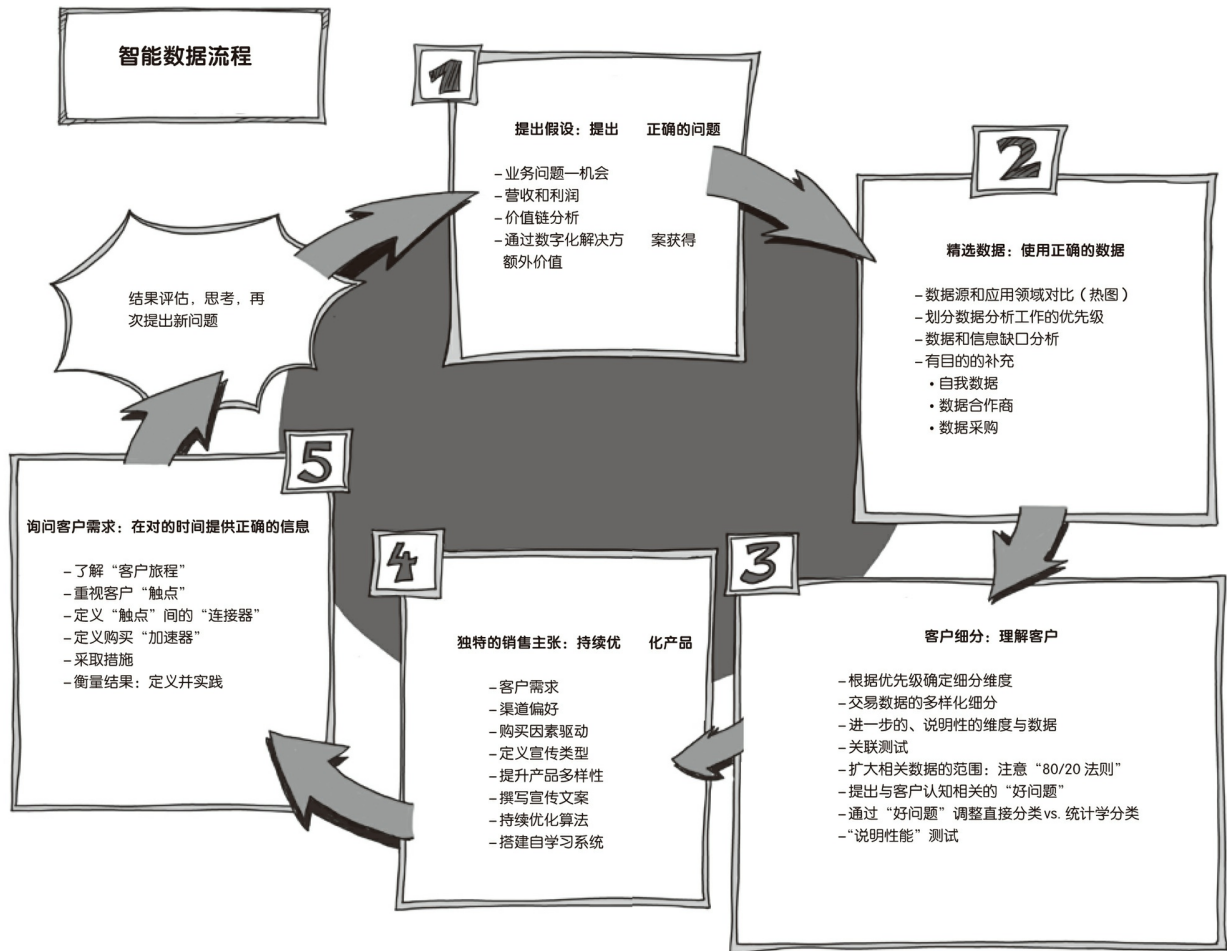 智能数据流程
1
提出假设：提出 正确的问题
–业务问题—机会
–营收和利润
–价值链分析
–通过数字化解决方 案获得
额外价值
2
精选数据：使用正确的数据
–数据源和应用领域对比（热图）
–划分数据分析工作的优先级
–数据和信息缺口分析
–有目的的补充
•自我数据
•数据合作商
•数据采购
3
客户细分：理解客户
–根据优先级确定细分维度
–交易数据的多样化细分
–进一步的、说明性的维度与数据
–关联测试
–扩大相关数据的范围：注意“80/20 法则”
–提出与客户认知相关的“好问题”
–通过“好问题”调整直接分类 vs. 统计学分类
–“说明性能”测试
4
独特的销售主张：持续优 化产品
–客户需求
–渠道偏好
–购买因素驱动
–定义宣传类型
–提升产品多样性
–撰写宣传文案
–持续优化算法
–搭建自学习系统
5
询问客户需求：在对的时间提供正确的信息
–了解“客户旅程”
–重视客户“触点”
–定义“触点”间的“连接器”
–定义购买“加速器”
–采取措施
–衡量结果：定义并实践
结果评估，思考，再
次提出新问题